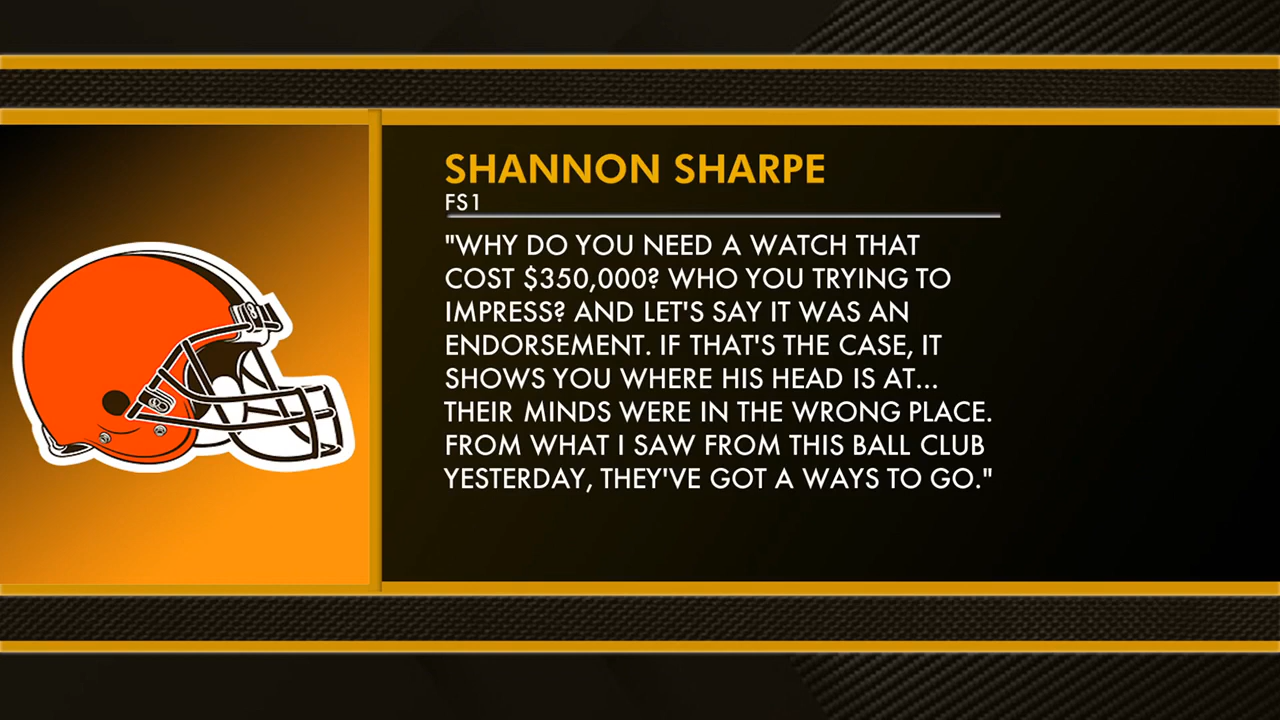 SHANNON SHARPE
FS1
"WHY DO YOU NEED A WATCH THAT
COST $350,000? WHO YOU TRYING TO
IMPRESS? AND LET'S SAY IT WAS AN
ENDORSEMENT. IF THAT'S THE CASE, IT
SHOWS YOU WHERE HIS HEAD IS AT...
THEIR MINDS WERE IN THE WRONG PLACE.
FROM WHAT I SAW FROM THIS BALL CLUB
YESTERDAY, THEY'VE GOT A WAYS TO GO."